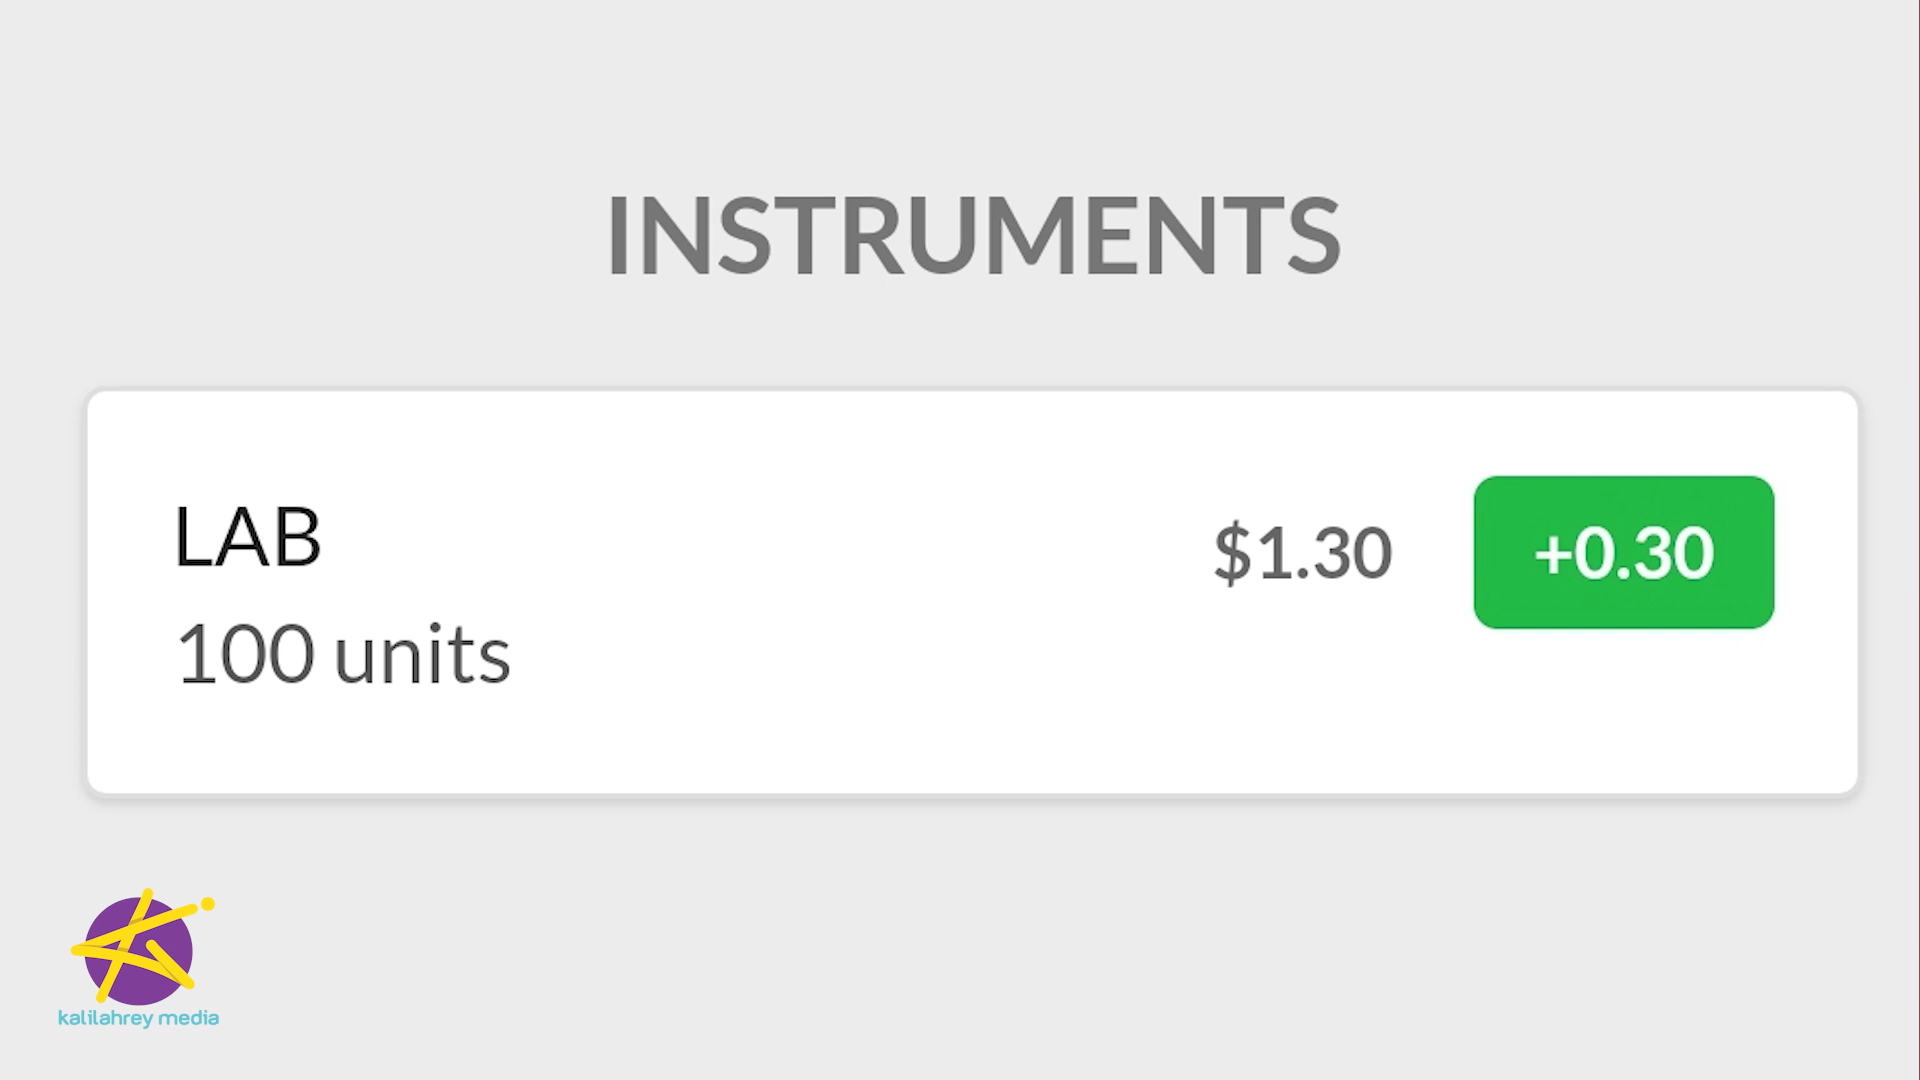 INSTRUMENTS
LAB
$1.30
+0.30
100 units
kalilahrey media